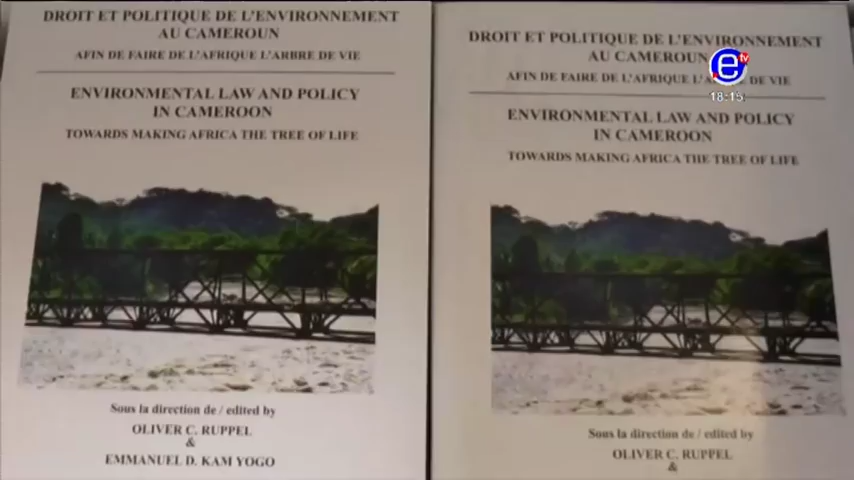 DROIT ET POLITIQUE DE L'ENVIRONNEMENT
AU CAMEROUN
AFIN DE FAIRE DE L'AFRIQUE L'ARBRE DE VIE
ENVIRONMENTAL LAW AND POLICY
IN CAMEROON
TOWARDS MAKING AFRICA THE TREE OF LIFE
Sous la direction de / edited by
OLIVER C. RUPPEL
&
EMMANUEL D. KAM YOGO
DROIT ET POLITIQUE DE L'ENVIRONNEMENT
AU CAMEROUN
AFIN DE FAIRE DE L'AFRIQUE DE VIE
ENVIRONMENTAL LAW AND POLICY
IN CAMEROON
TOWARDS MAKING AFRICA THE TREE OF LIFE
Sous la direction de / edited by
OLIVER C. RUPPEL
&
e tv
18:15